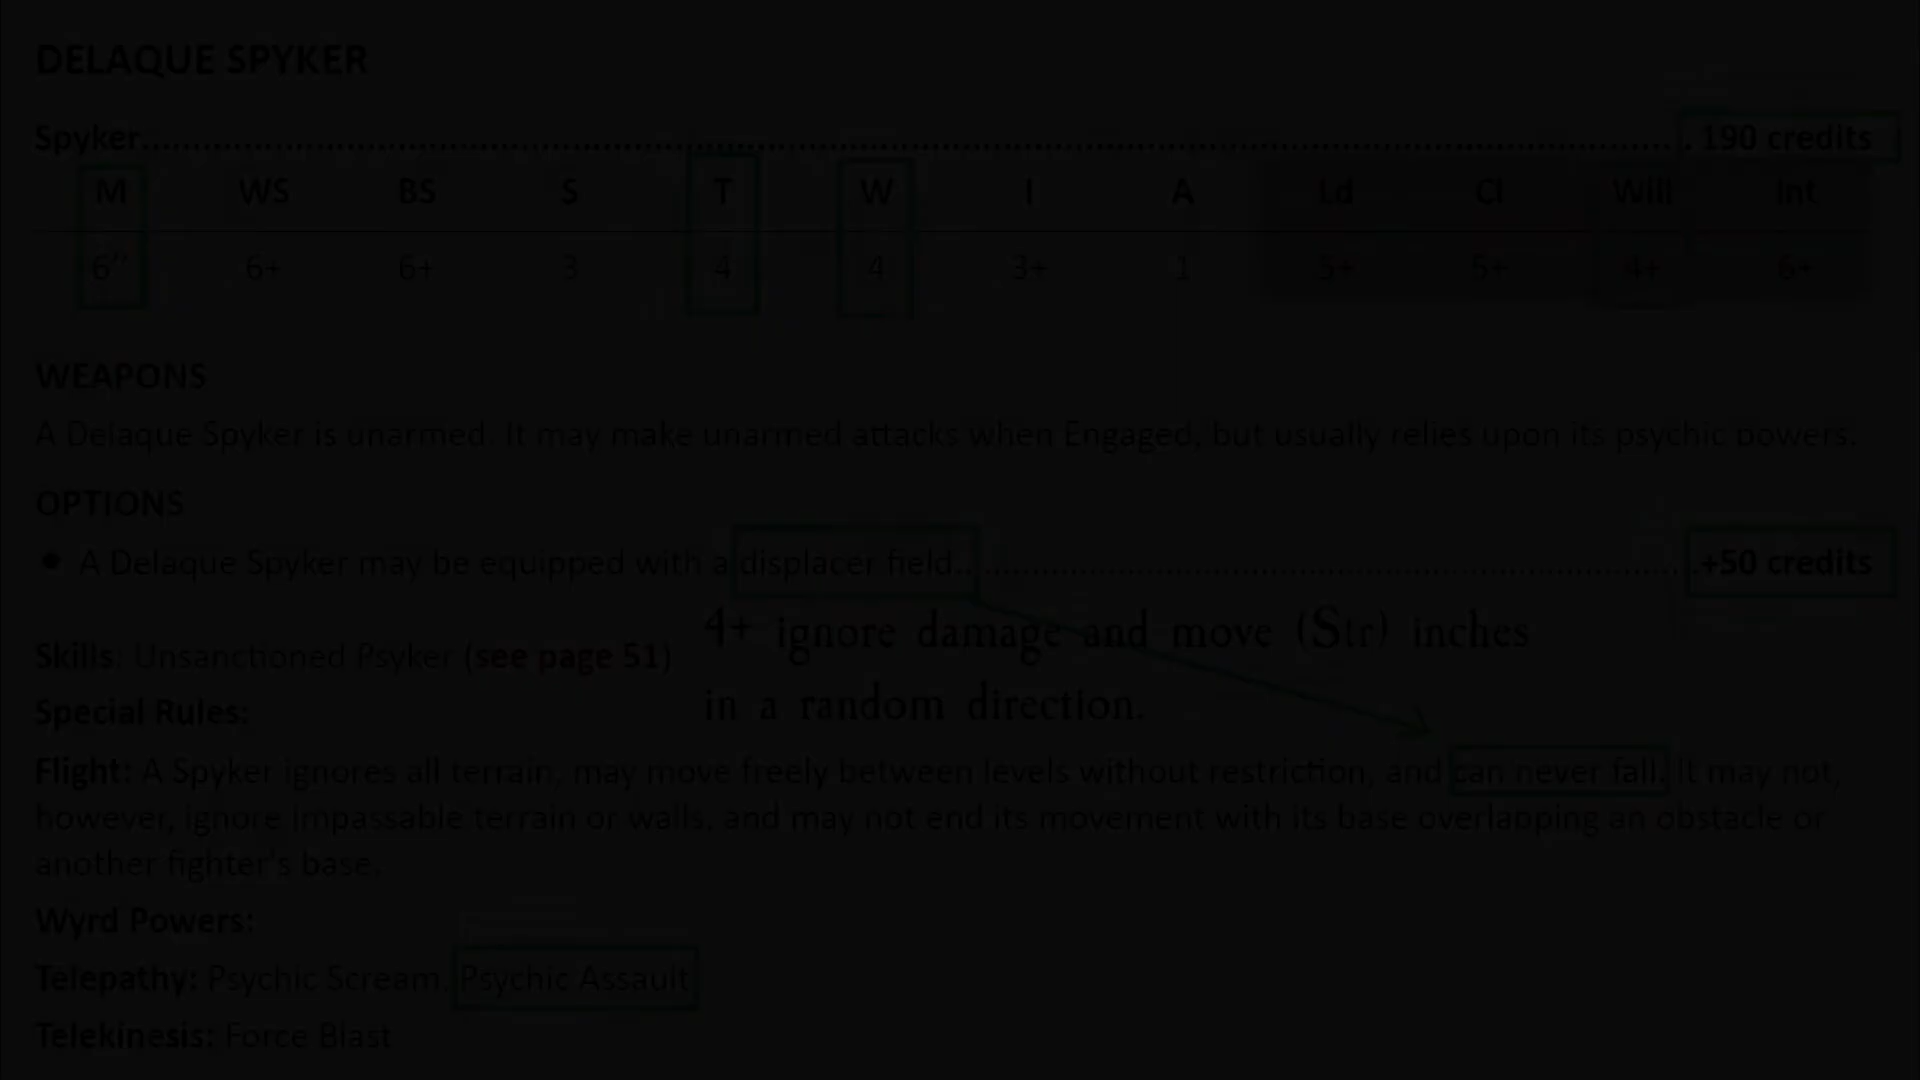 DELAQUE SPYKER
Spyker 190 credits
M WS BS S T W I A Ld Cl Will Int
6" 6+ 6+ 3 4 4 3+ 1 5+ 5+ 4+ 6+
WEAPONS
A Delaque Spyker is unarmed. It may make unarmed attacks when Engaged, but usually relies upon its psychic powers.
OPTIONS
• A Delaque Spyker may be equipped with a displacer field +50 credits
4+ ignore damage and move (Str) inches
in a random direction.
Skills: Unsanctioned Psyker (see page 51)
Special Rules:
Flight: A Spyker ignores all terrain, may move freely between levels without restriction, and can never fall. It may not,
however, ignore impassable terrain or walls, and may not end its movement with its base overlapping an obstacle or
another fighter's base.
Wyrd Powers:
Telepathy: Psychic Scream, Psychic Assault
Telekinesis: Force Blast